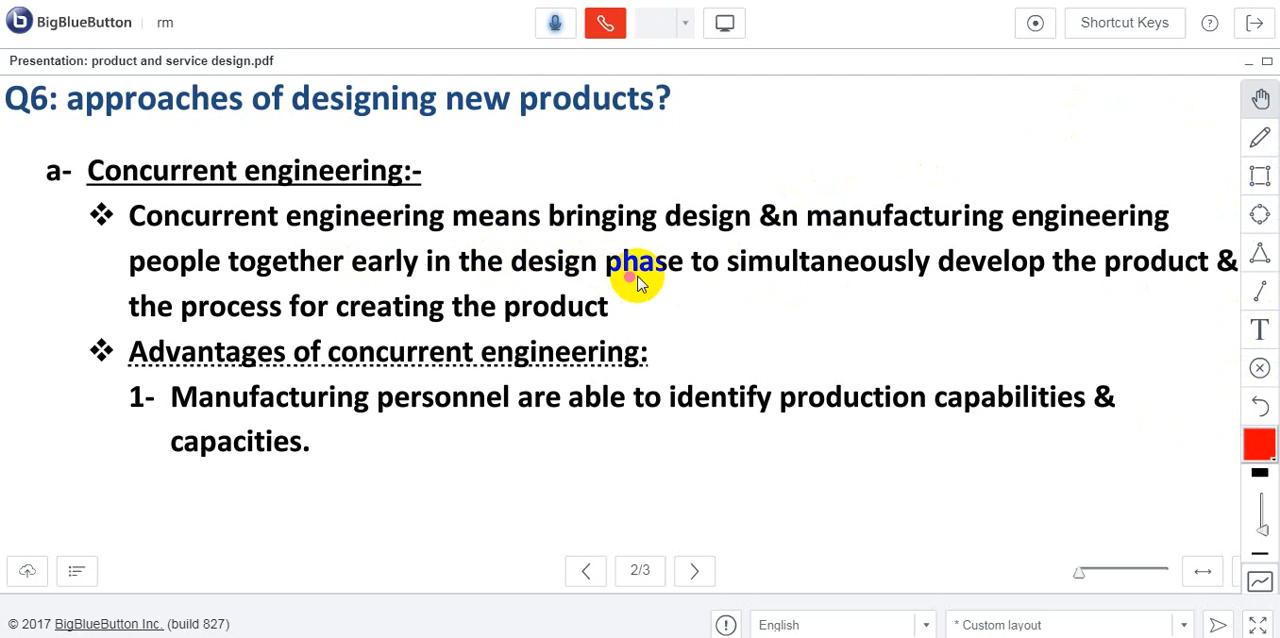 BigBlueButton rm
Shortcut Keys
Presentation: product and service design.pdf
Q6: approaches of designing new products?
a- Concurrent engineering:-
❖ Concurrent engineering means bringing design &n manufacturing engineering
people together early in the design phase to simultaneously develop the product &
the process for creating the product
❖ Advantages of concurrent engineering:
1- Manufacturing personnel are able to identify production capabilities &
capacities.
2/3
© 2017 BigBlueButton Inc. (build 827)
English
* Custom layout